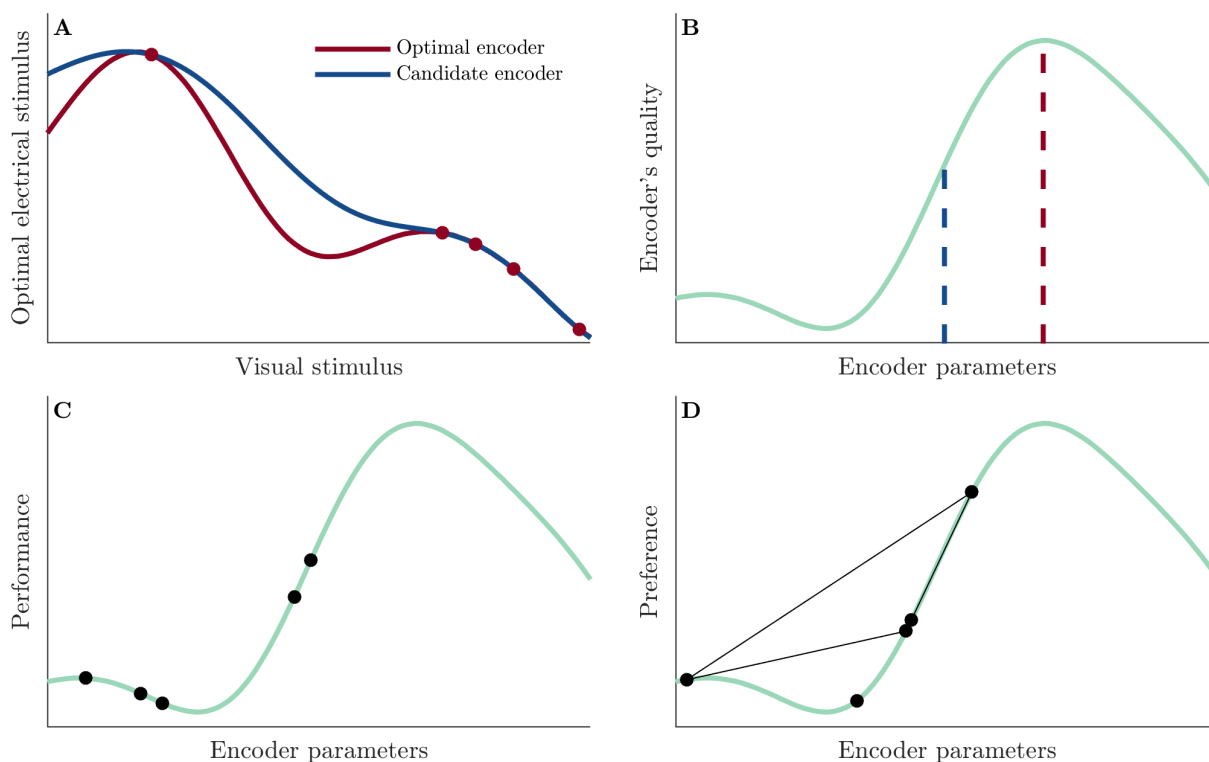 A
Optimal encoder
Candidate encoder
Optimal electrical stimulus
Visual stimulus
B
Encoder's quality
Encoder parameters
C
Performance
Encoder parameters
D
Preference
Encoder parameters